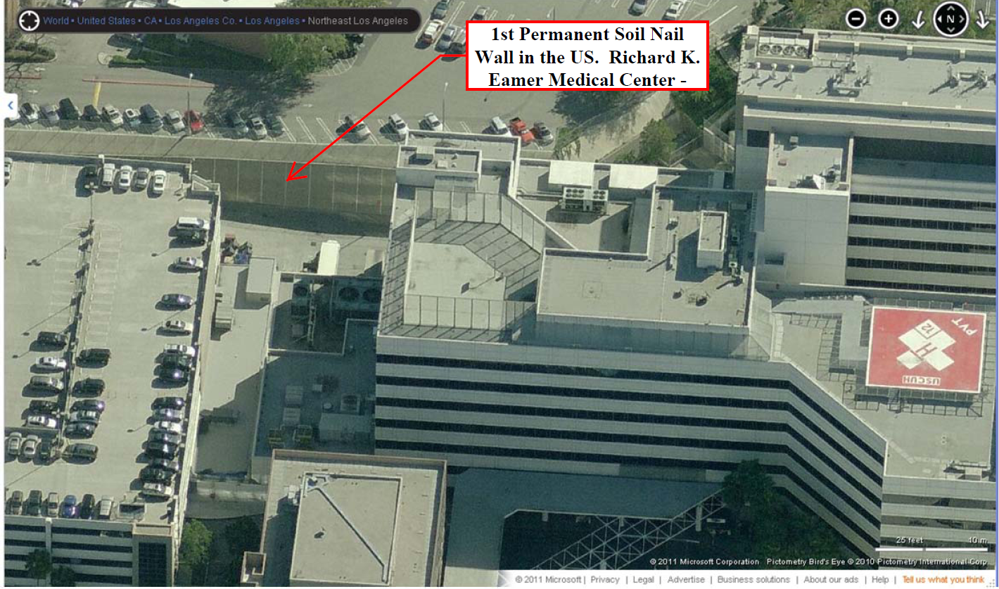 World • United States • CA • Los Angeles Co. • Los Angeles • Northeast Los Angeles
N
1st Permanent Soil Nail
Wall in the US. Richard K.
Eamer Medical Center -
PVT
12
H
USCUH
25 feet 10 m
© 2011 Microsoft Corporation Pictometry Bird's Eye © 2010 Pictometry International Corp.
© 2011 Microsoft | Privacy | Legal | Advertise | Business solutions | About our ads | Help | Tell us what you think